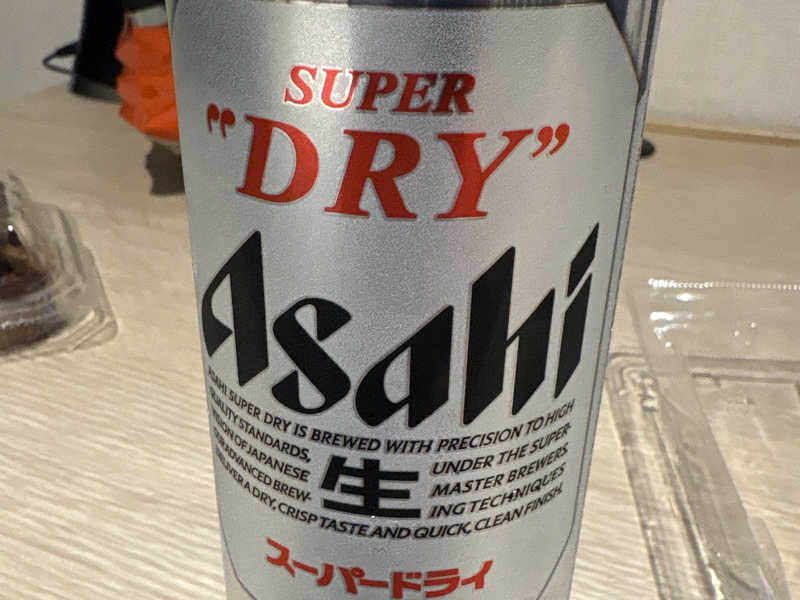 SUPER
"DRY"
Asahi
ASAHI SUPER DRY IS BREWED WITH PRECISION TO HIGH
QUALITY STANDARDS, UNDER THE SUPER-
VISION OF JAPANESE MASTER BREWERS.
OUR ADVANCED BREW- ING TECHNIQUES
DELIVER A DRY, CRISP TASTE AND QUICK, CLEAN FINISH.
生
スーパードライ